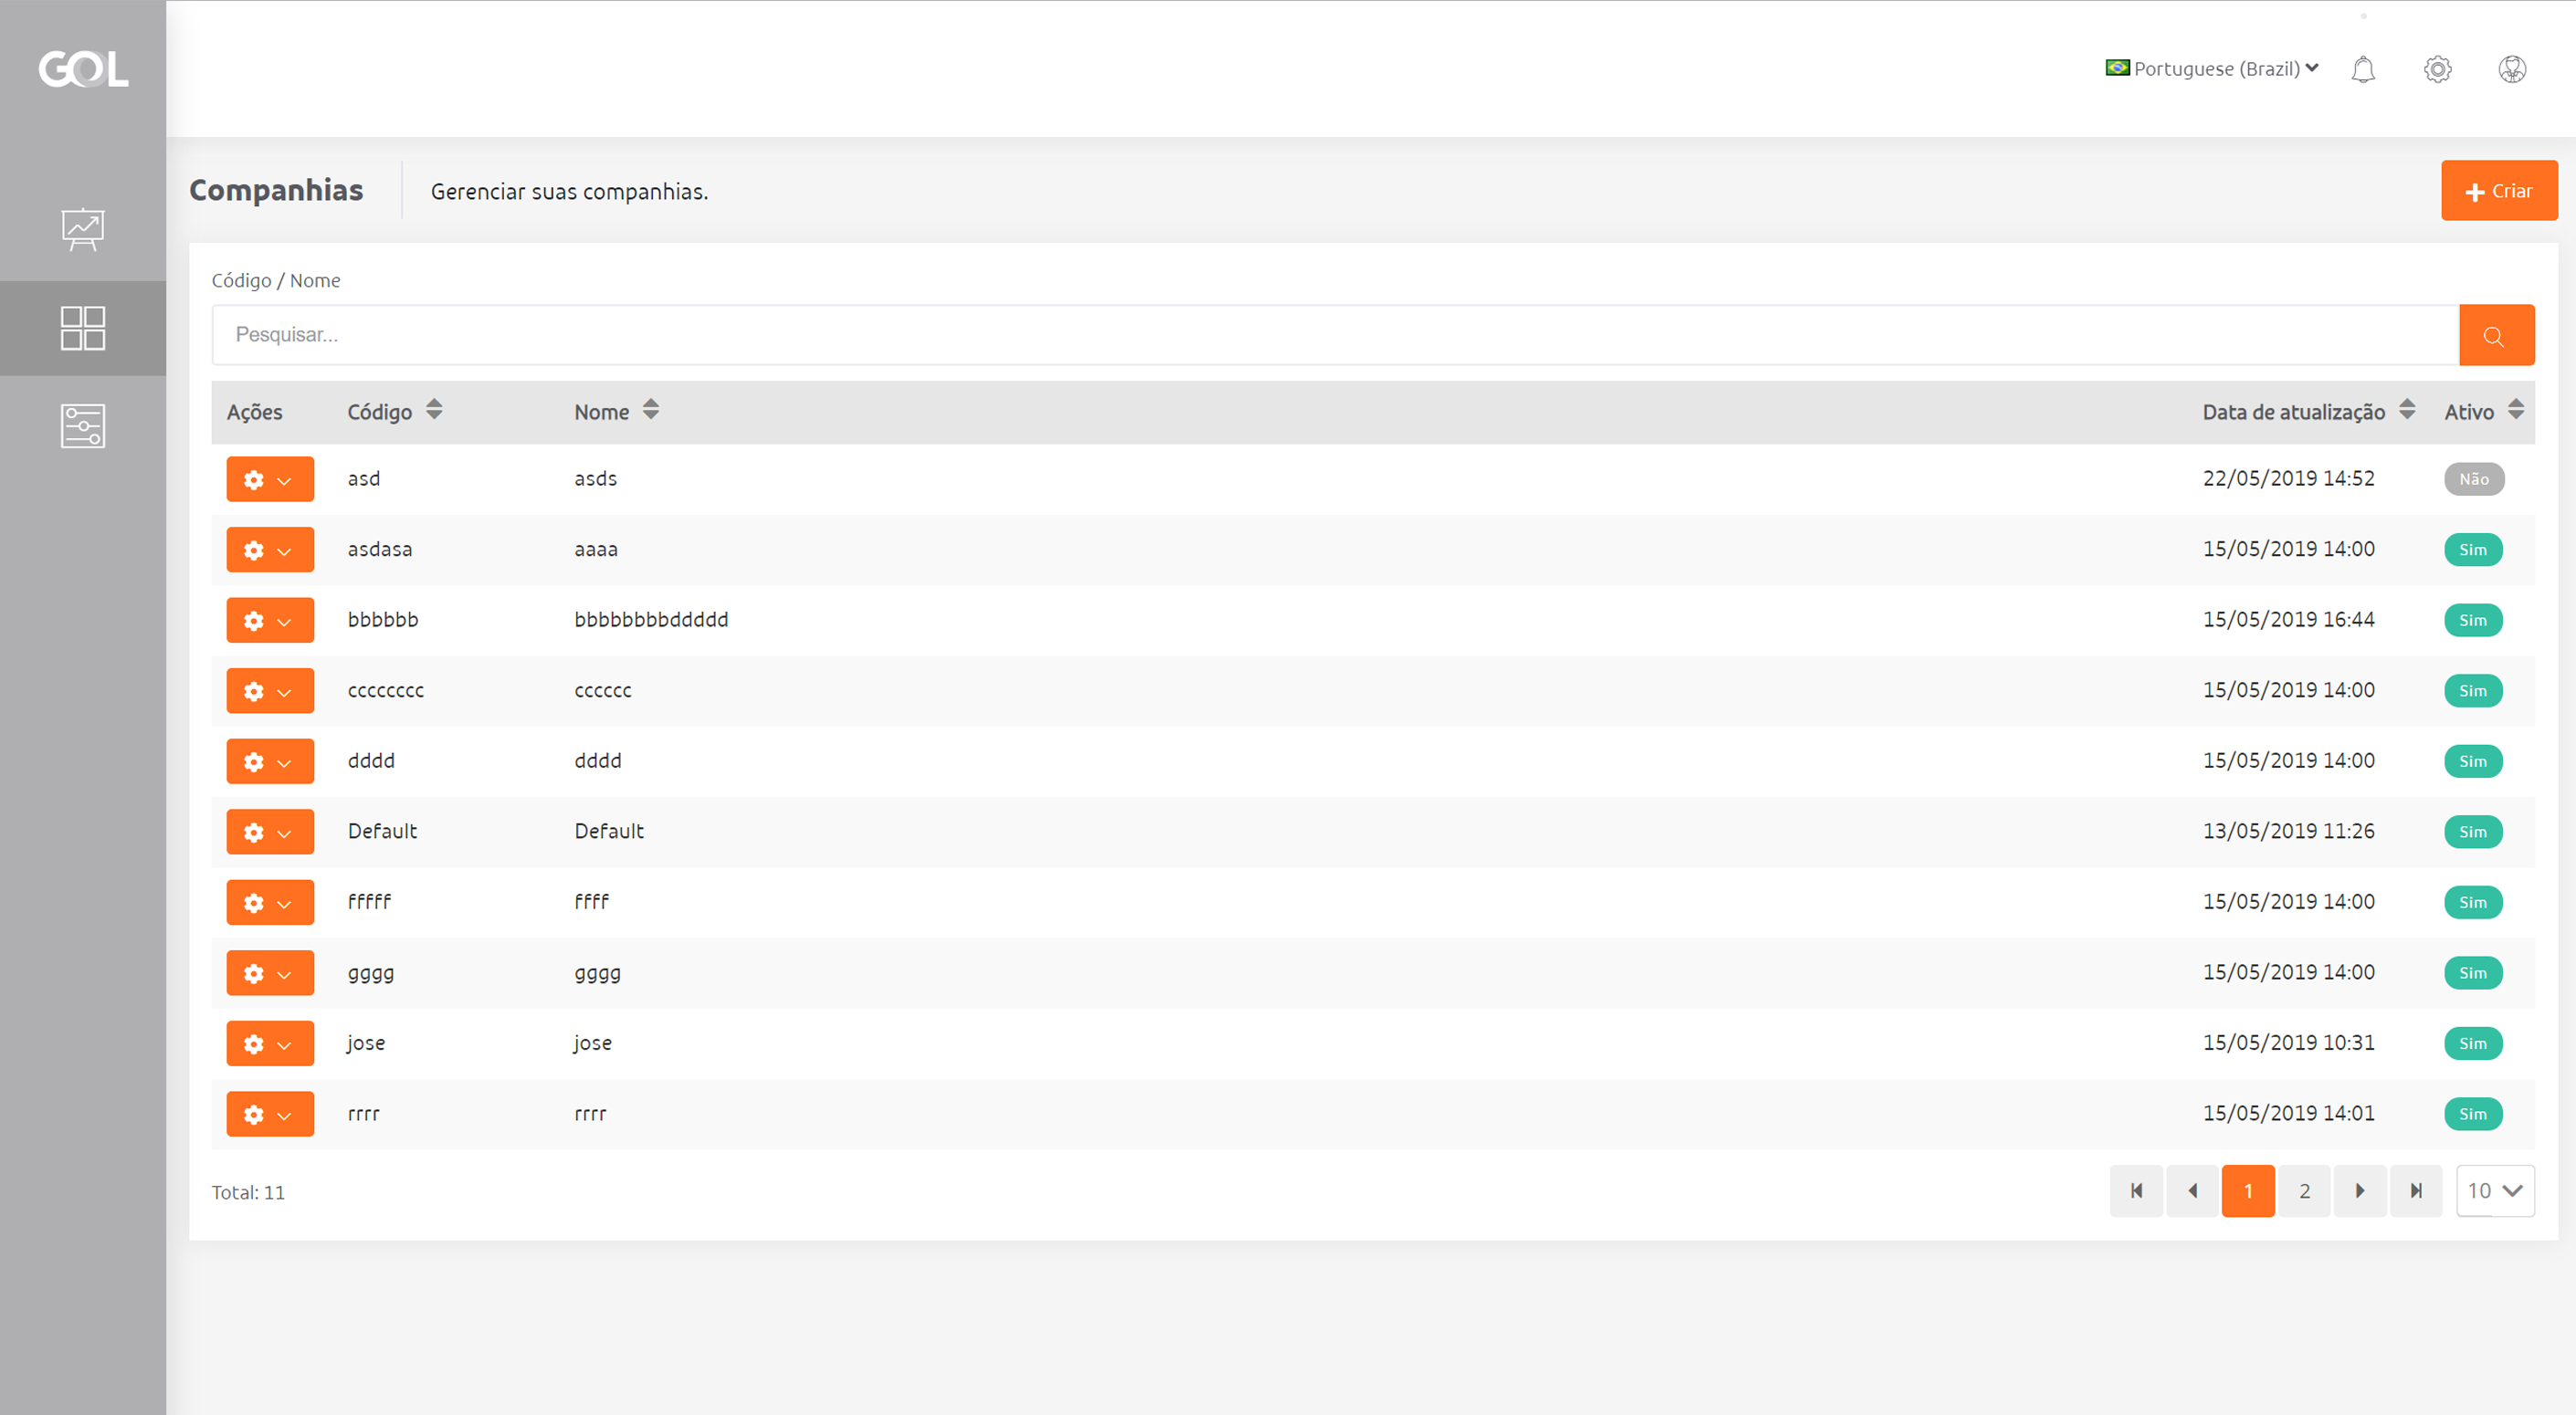 GOL
Portuguese (Brazil)
Companhias
Gerenciar suas companhias.
Criar
Código / Nome
Pesquisar...
Ações Código Nome Data de atualização Ativo
asd asds 22/05/2019 14:52 Não
asdasa aaaa 15/05/2019 14:00 Sim
bbbbbb bbbbbbbbddddd 15/05/2019 16:44 Sim
cccccccc cccccc 15/05/2019 14:00 Sim
dddd dddd 15/05/2019 14:00 Sim
Default Default 13/05/2019 11:26 Sim
fffff ffff 15/05/2019 14:00 Sim
gggg gggg 15/05/2019 14:00 Sim
jose jose 15/05/2019 10:31 Sim
rrrr rrrr 15/05/2019 14:01 Sim
Total: 11
1 2 10